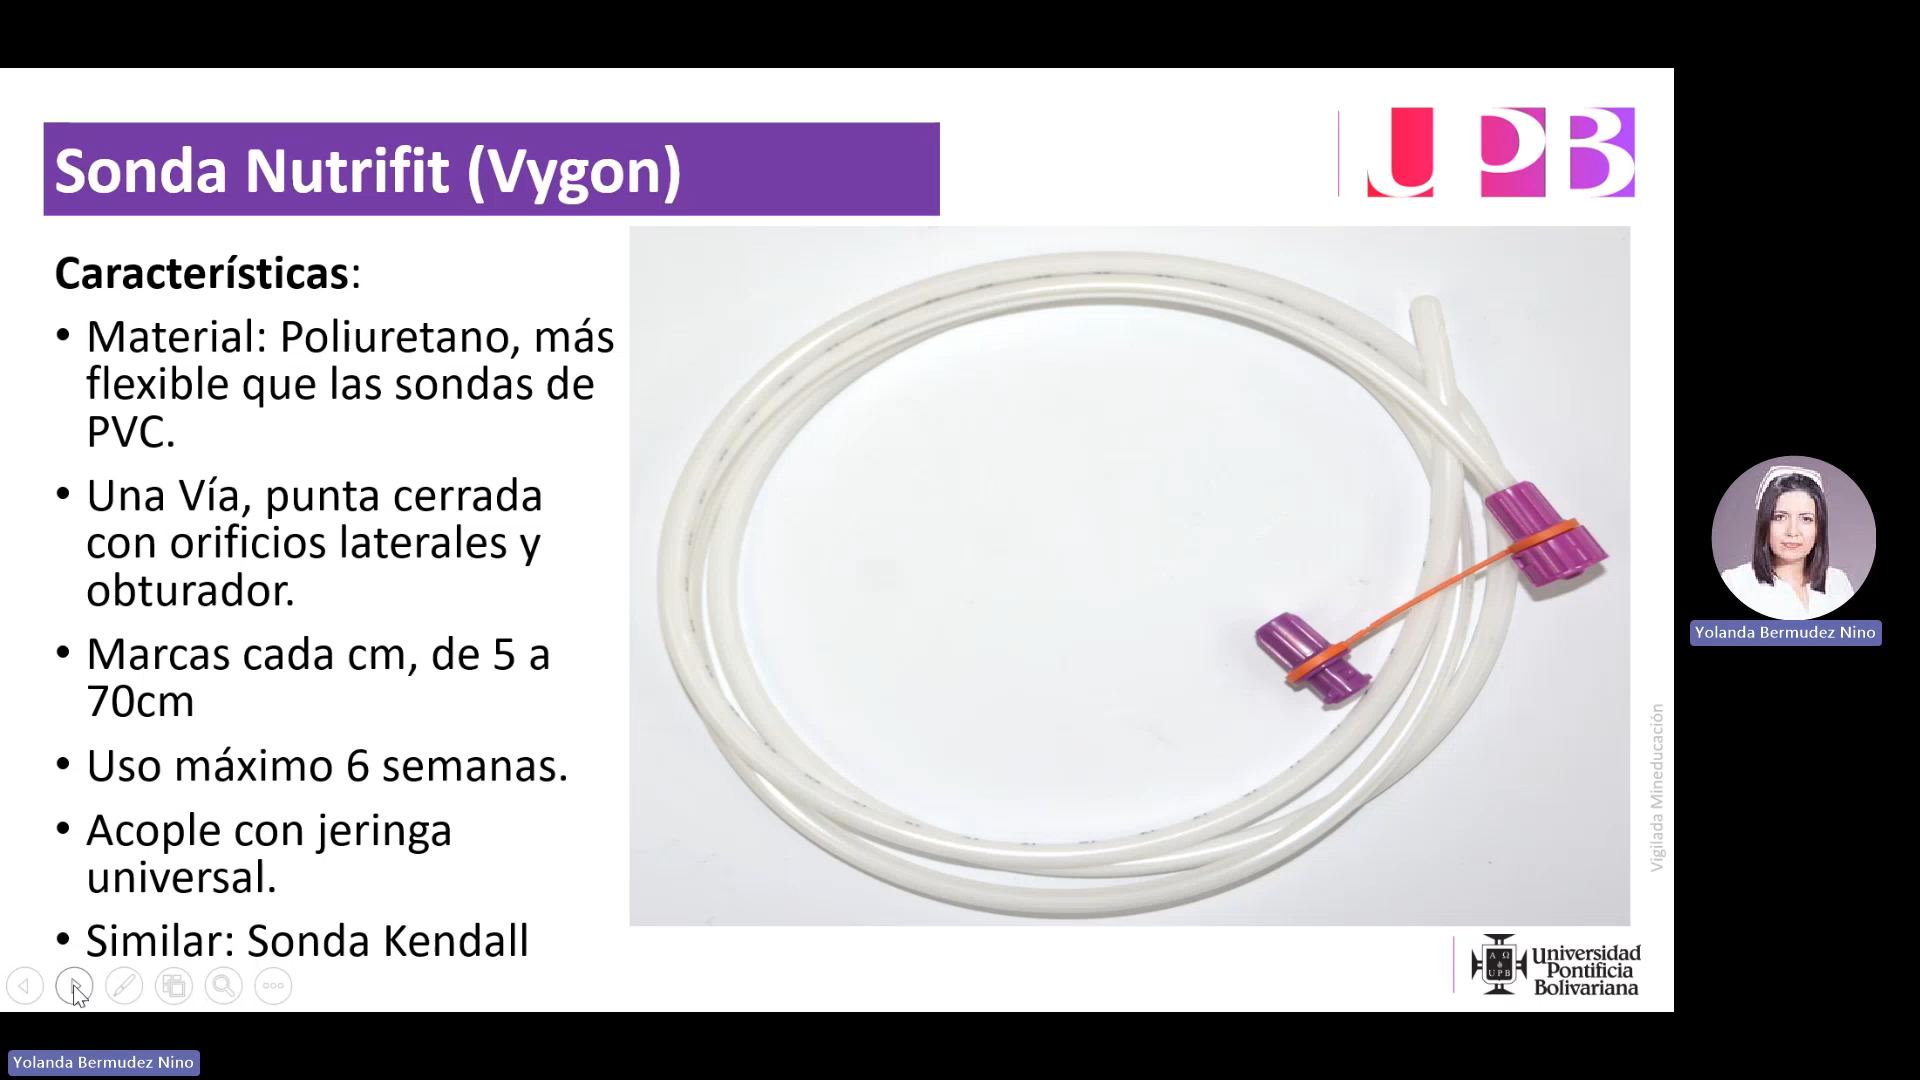 Sonda Nutrifit (Vygon)
UPB
Características:
• Material: Poliuretano, más
flexible que las sondas de
PVC.
• Una Vía, punta cerrada
con orificios laterales y
obturador.
• Marcas cada cm, de 5 a
70cm
• Uso máximo 6 semanas.
• Acople con jeringa
universal.
• Similar: Sonda Kendall
Vigilada Mineducación
Α Ω
UPB
Universidad
Pontificia
Bolivariana
Yolanda Bermudez Nino
Yolanda Bermudez Nino